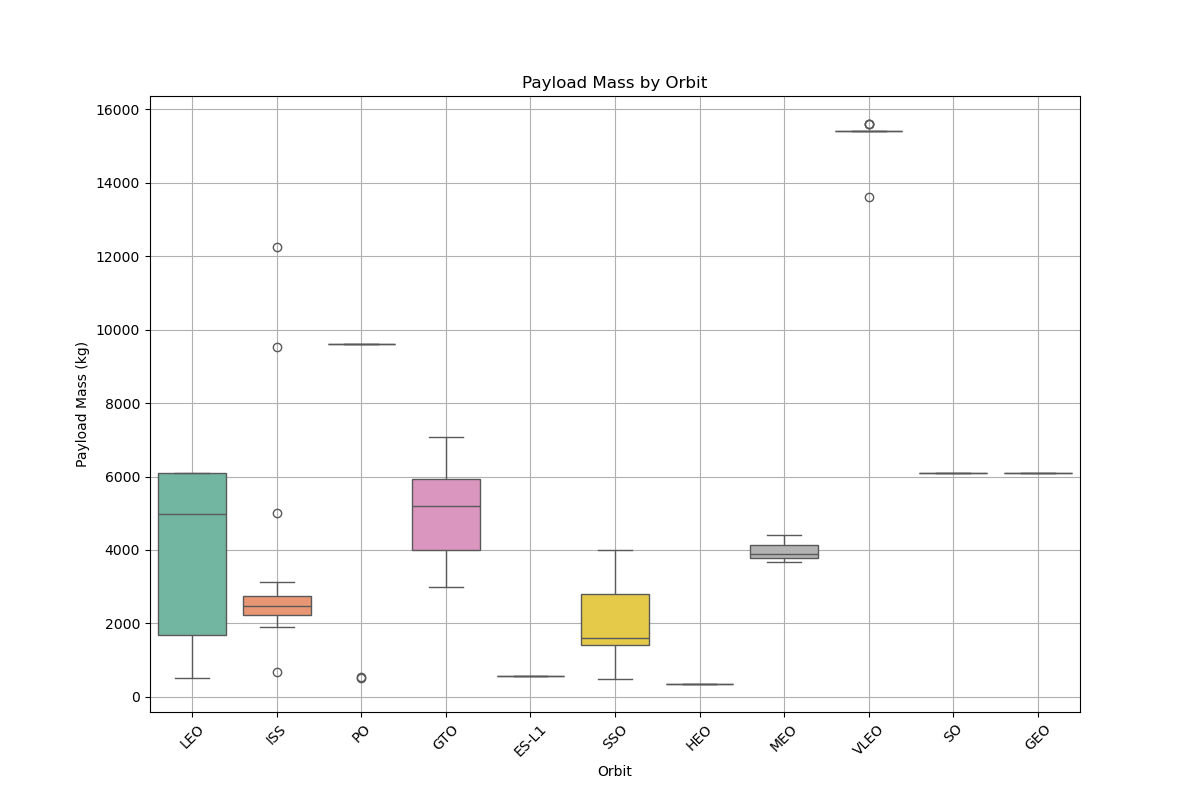 Payload Mass by Orbit
Payload Mass (kg)
16000
14000
12000
10000
8000
6000
4000
2000
0
LEO
ISS
PO
GTO
ES-L1
SSO
HEO
MEO
VLEO
SO
GEO
Orbit